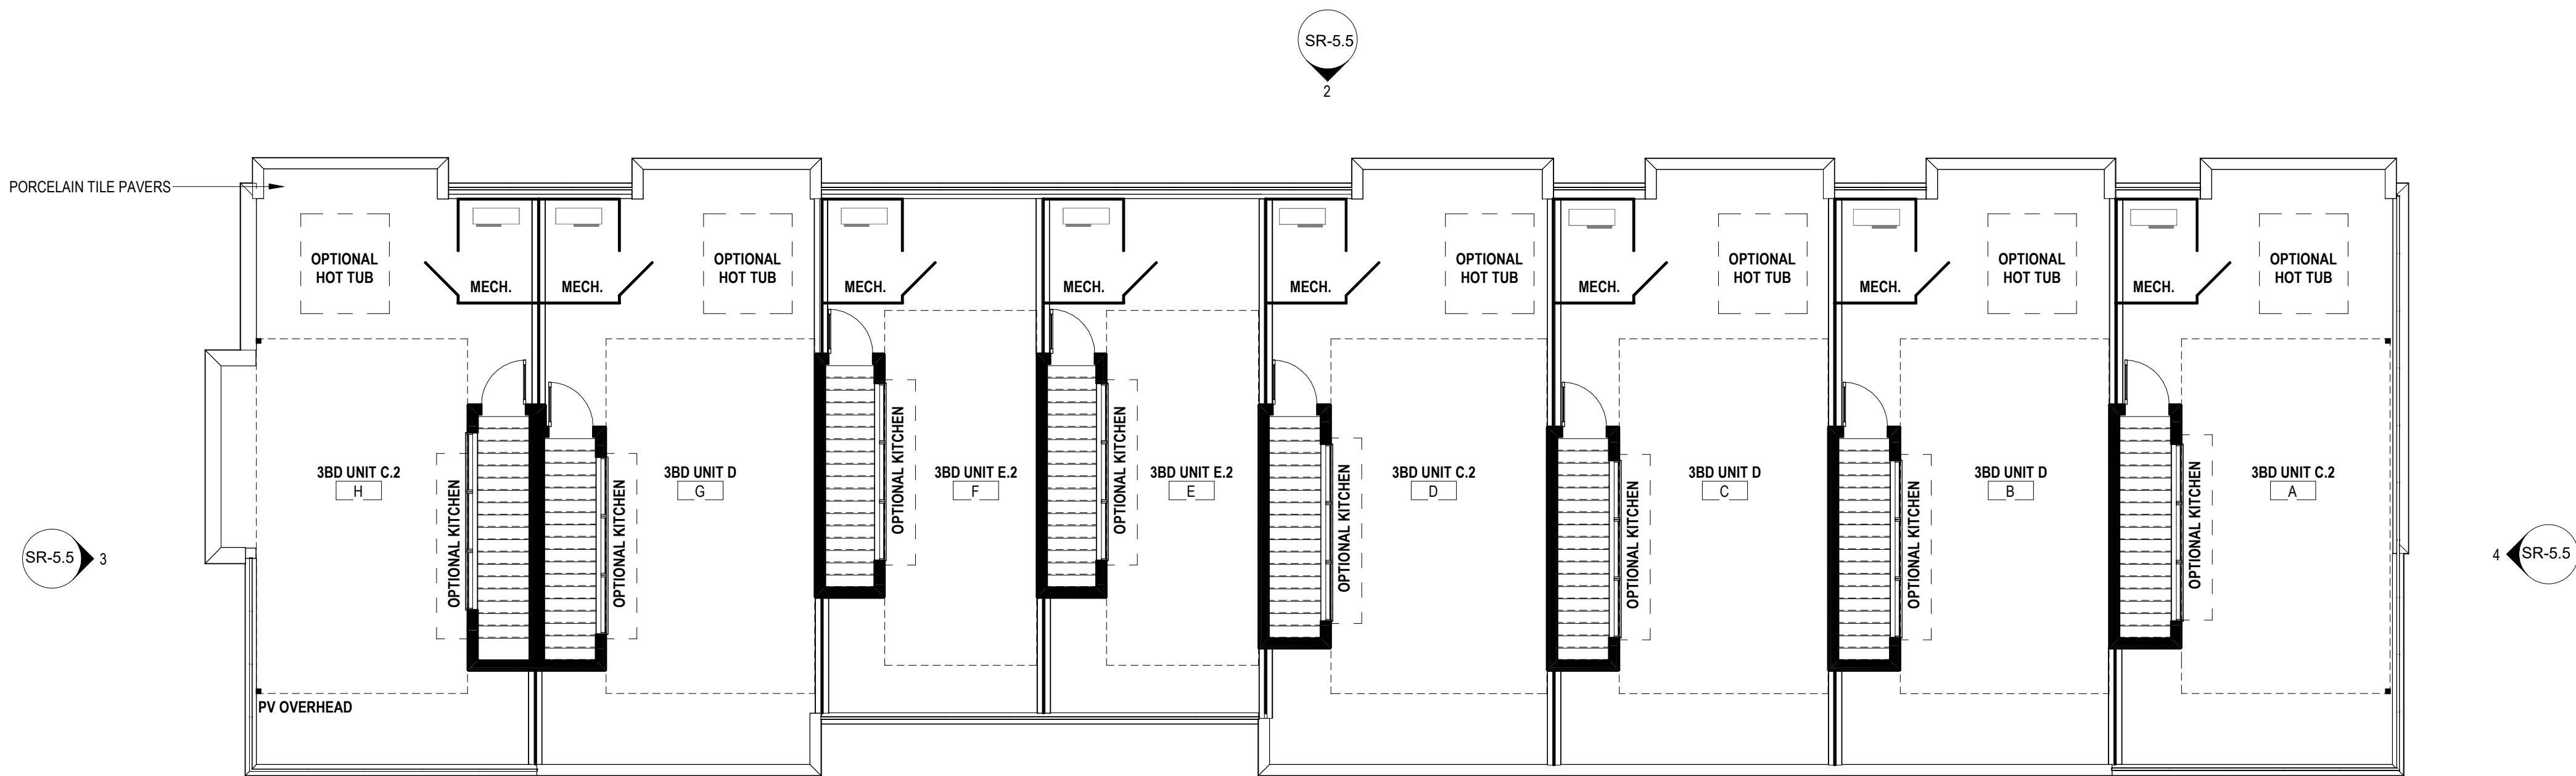 SR-5.5
2
PORCELAIN TILE PAVERS
OPTIONAL
HOT TUB
MECH.
MECH.
OPTIONAL
HOT TUB
MECH.
MECH.
MECH.
OPTIONAL
HOT TUB
MECH.
OPTIONAL
HOT TUB
MECH.
OPTIONAL
HOT TUB
MECH.
OPTIONAL
HOT TUB
3BD UNIT C.2
H
OPTIONAL KITCHEN
OPTIONAL KITCHEN
3BD UNIT D
G
OPTIONAL KITCHEN
3BD UNIT E.2
F
OPTIONAL KITCHEN
3BD UNIT E.2
E
OPTIONAL KITCHEN
3BD UNIT C.2
D
OPTIONAL KITCHEN
3BD UNIT D
C
OPTIONAL KITCHEN
3BD UNIT D
B
OPTIONAL KITCHEN
3BD UNIT C.2
A
SR-5.5
3
4
SR-5.5
PV OVERHEAD